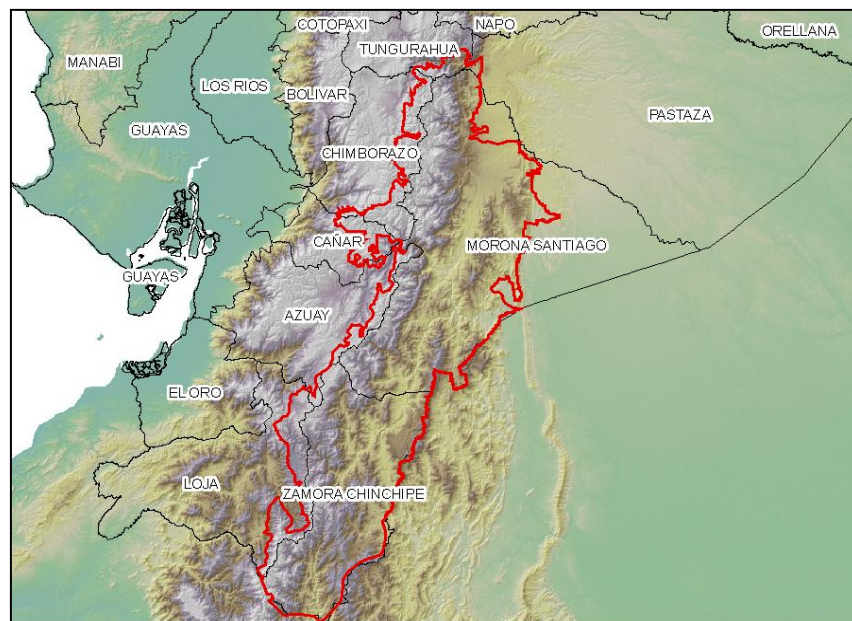 COTOPAXI
NAPO
ORELLANA
TUNGURAHUA
MANABI
LOS RIOS
BOLIVAR
PASTAZA
GUAYAS
CHIMBORAZO
CAÑAR
MORONA SANTIAGO
GUAYAS
AZUAY
EL ORO
LOJA
ZAMORA CHINCHIPE